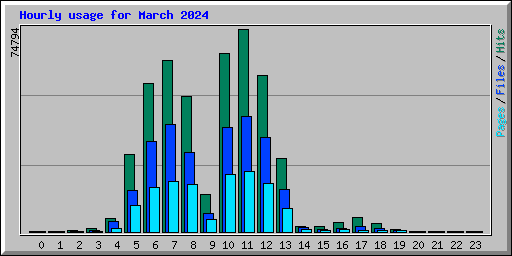 Hourly usage for March 2024
74794
Pages/Files/Hits
0 1 2 3 4 5 6 7 8 9 10 11 12 13 14 15 16 17 18 19 20 21 22 23